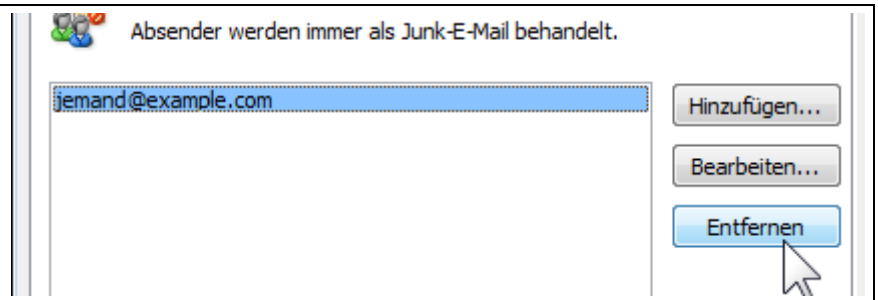 Absender werden immer als Junk-E-Mail behandelt.
jemand@example.com
Hinzufügen...
Bearbeiten...
Entfernen